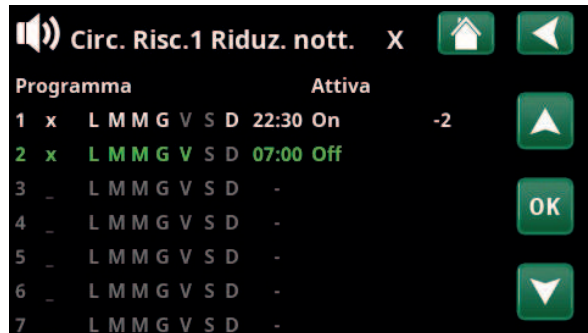 Circ. Risc.1 Riduz. nott. X
Programma Attiva
1 x L M M G V S D 22:30 On -2
2 x L M M G V S D 07:00 Off
3 _ L M M G V S D -
OK
4 _ L M M G V S D -
5 _ L M M G V S D -
6 _ L M M G V S D -
7 L M M G V S D -